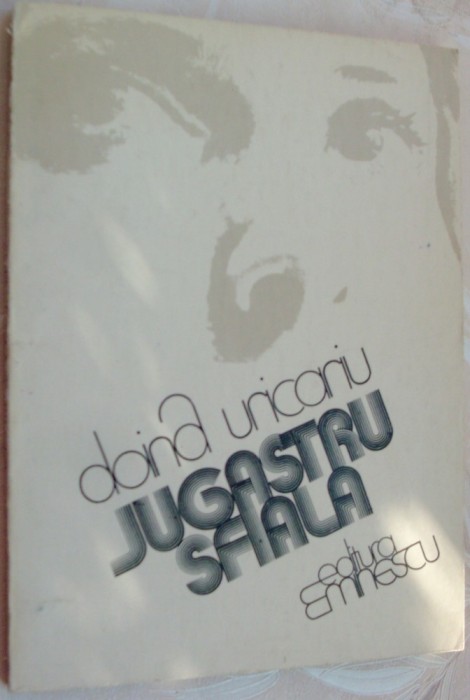 doina uricariu
JUGASTRU
SFIALA
editura
EMINESCU